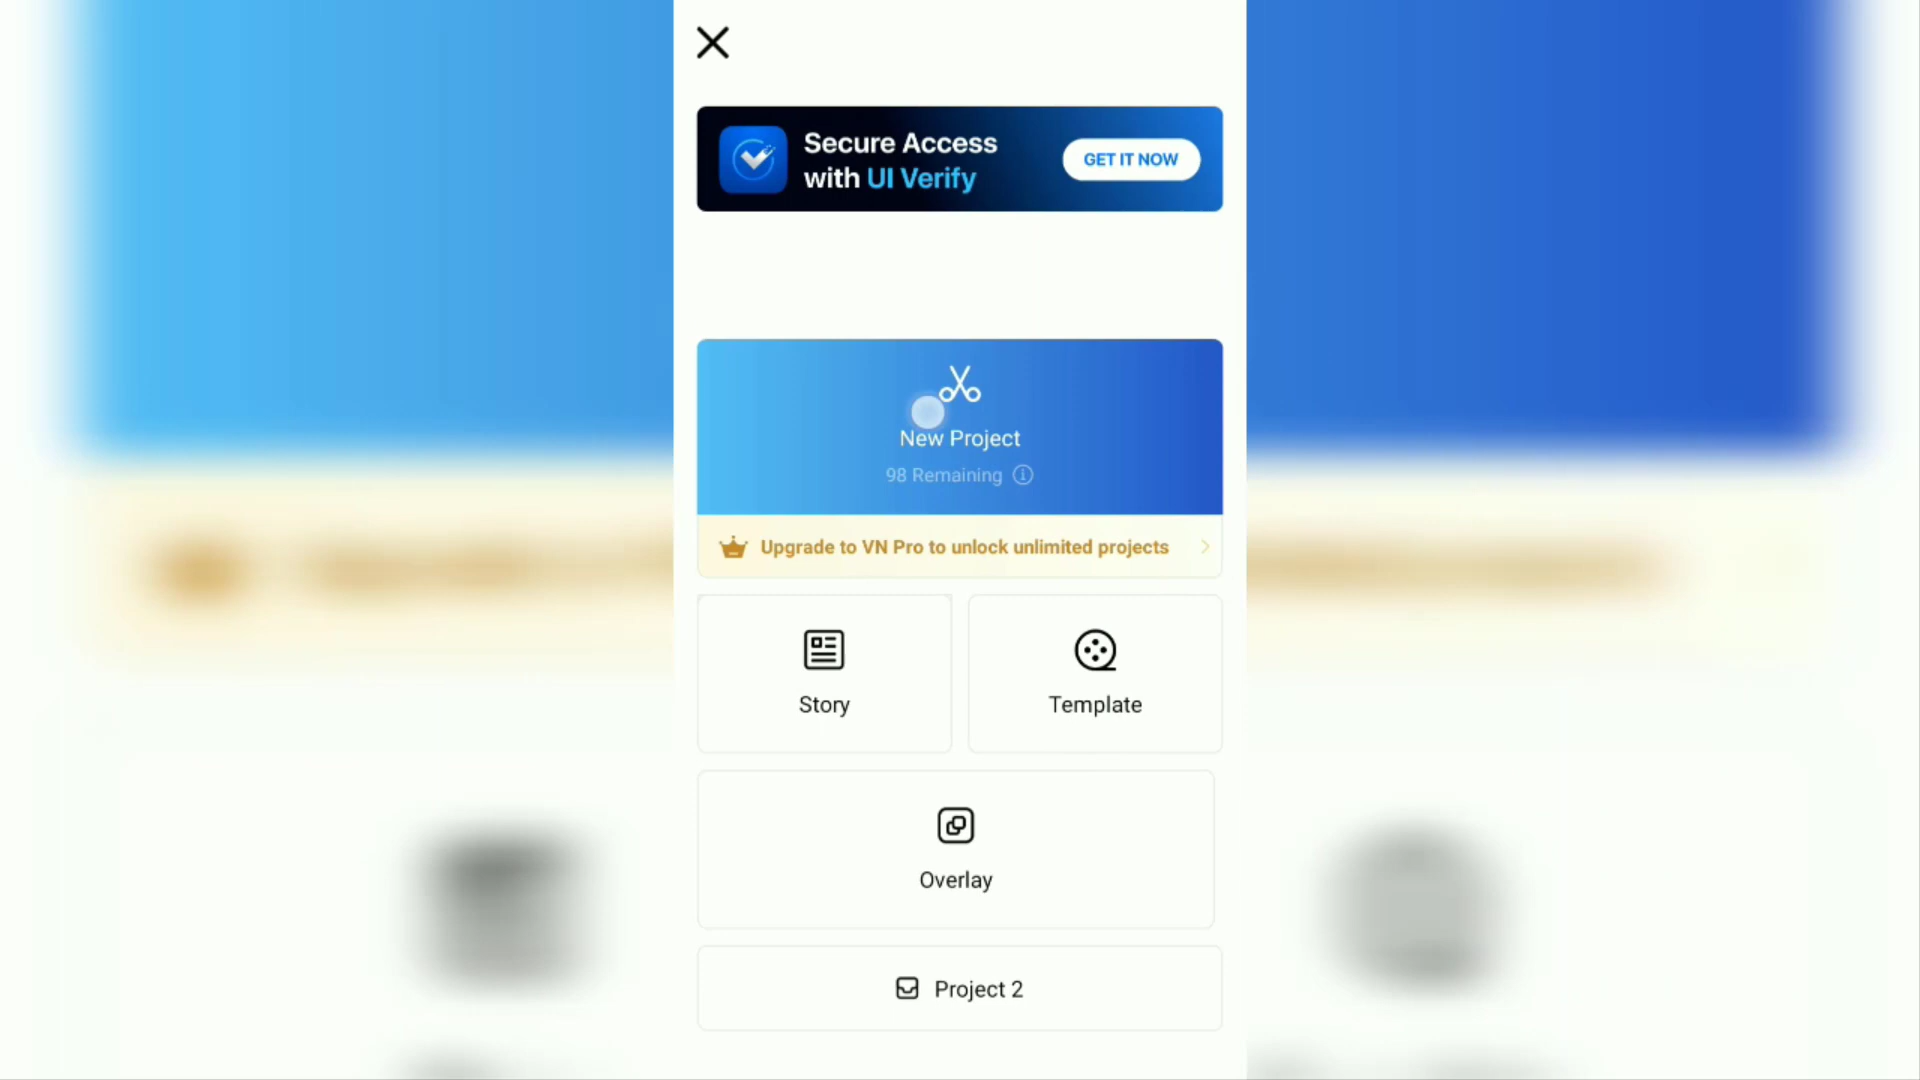 Secure Access
with UI Verify
GET IT NOW
New Project
98 Remaining
Upgrade to VN Pro to unlock unlimited projects
Story
Template
Overlay
Project 2